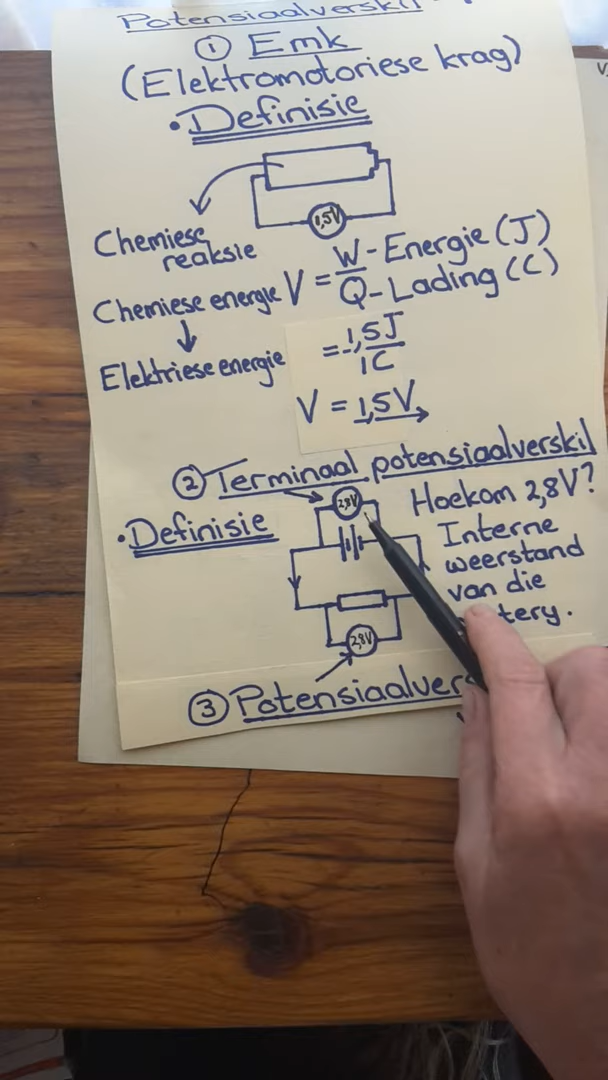 Potensiaalverskil
① Emk
(Elektromotoriese krag)
• Definisie
1,5V
Chemiese reaksie
Chemiese energie
Elektriese energie
V = W - Energie (J)
Q - Lading (C)
= 1,5J
1C
V = 1,5V
② Terminaal potensiaalverskil
• Definisie
2,8V
Hoekom 2,8V?
Interne
weerstand
van die
2,8V
③